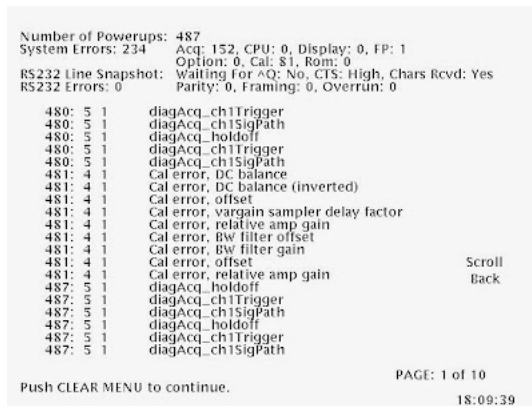 Number of Powerups: 487
System Errors: 234 Acq: 152, CPU: 0, Display: 0, FP: 1
Option: 0, Cal: 81, Rom: 0
RS232 Line Snapshot: Waiting For ^Q: No, CTS: High, Chars Rcvd: Yes
RS232 Errors: 0 Parity: 0, Framing: 0, Overrun: 0
480: 5 1 diagAcq_ch1Trigger
480: 5 1 diagAcq_ch1SigPath
480: 5 1 diagAcq_holdoff
480: 5 1 diagAcq_ch1Trigger
480: 5 1 diagAcq_ch1SigPath
481: 4 1 Cal error, DC balance
481: 4 1 Cal error, DC balance (inverted)
481: 4 1 Cal error, offset
481: 4 1 Cal error, vargain sampler delay factor
481: 4 1 Cal error, relative amp gain
481: 4 1 Cal error, BW filter offset
481: 4 1 Cal error, BW filter gain
481: 4 1 Cal error, offset
481: 4 1 Cal error, relative amp gain
487: 5 1 diagAcq_holdoff
487: 5 1 diagAcq_ch1Trigger
487: 5 1 diagAcq_ch1SigPath
487: 5 1 diagAcq_holdoff
487: 5 1 diagAcq_ch1Trigger
487: 5 1 diagAcq_ch1SigPath
Scroll
Back
PAGE: 1 of 10
Push CLEAR MENU to continue.
18:09:39